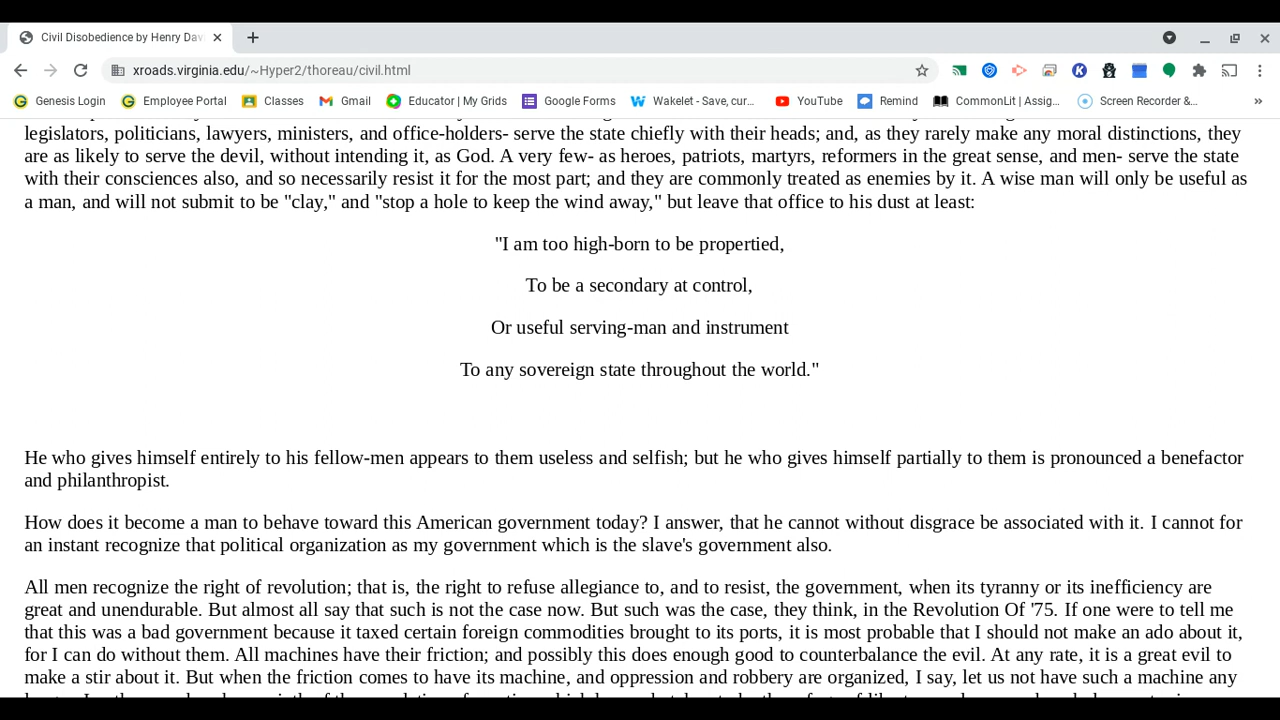 Civil Disobedience by Henry Dav
xroads.virginia.edu/~Hyper2/thoreau/civil.html
Genesis Login Employee Portal Classes Gmail Educator | My Grids Google Forms Wakelet - Save, cur... YouTube Remind CommonLit | Assig... Screen Recorder &... »
legislators, politicians, lawyers, ministers, and office-holders- serve the state chiefly with their heads; and, as they rarely make any moral distinctions, they
are as likely to serve the devil, without intending it, as God. A very few- as heroes, patriots, martyrs, reformers in the great sense, and men- serve the state
with their consciences also, and so necessarily resist it for the most part; and they are commonly treated as enemies by it. A wise man will only be useful as
a man, and will not submit to be "clay," and "stop a hole to keep the wind away," but leave that office to his dust at least:
"I am too high-born to be propertied,
To be a secondary at control,
Or useful serving-man and instrument
To any sovereign state throughout the world."
He who gives himself entirely to his fellow-men appears to them useless and selfish; but he who gives himself partially to them is pronounced a benefactor
and philanthropist.
How does it become a man to behave toward this American government today? I answer, that he cannot without disgrace be associated with it. I cannot for
an instant recognize that political organization as my government which is the slave's government also.
All men recognize the right of revolution; that is, the right to refuse allegiance to, and to resist, the government, when its tyranny or its inefficiency are
great and unendurable. But almost all say that such is not the case now. But such was the case, they think, in the Revolution Of '75. If one were to tell me
that this was a bad government because it taxed certain foreign commodities brought to its ports, it is most probable that I should not make an ado about it,
for I can do without them. All machines have their friction; and possibly this does enough good to counterbalance the evil. At any rate, it is a great evil to
make a stir about it. But when the friction comes to have its machine, and oppression and robbery are organized, I say, let us not have such a machine any